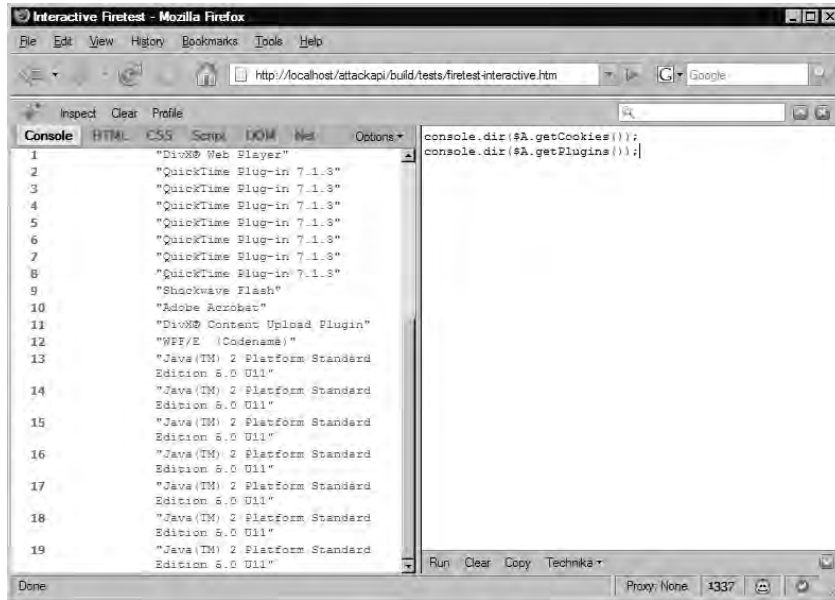 Interactive Firetest - Mozilla Firefox
File Edit View History Bookmarks Tools Help
http://localhost/attackapi/build/tests/firetest-interactive.htm
G Google
Inspect Clear Profile
Console HTML CSS Script DOM Net Options
console.dir($A.getCookies());
console.dir($A.getPlugins());
1 "DivX® Web Player"
2 "QuickTime Plug-in 7.1.3"
3 "QuickTime Plug-in 7.1.3"
4 "QuickTime Plug-in 7.1.3"
5 "QuickTime Plug-in 7.1.3"
6 "QuickTime Plug-in 7.1.3"
7 "QuickTime Plug-in 7.1.3"
8 "QuickTime Plug-in 7.1.3"
9 "Shockwave Flash"
10 "Adobe Acrobat"
11 "DivX® Content Upload Plugin"
12 "WPF/E (Codename)"
13 "Java(TM) 2 Platform Standard
Edition 6.0 U11"
14 "Java(TM) 2 Platform Standard
Edition 6.0 U11"
15 "Java(TM) 2 Platform Standard
Edition 6.0 U11"
16 "Java(TM) 2 Platform Standard
Edition 6.0 U11"
17 "Java(TM) 2 Platform Standard
Edition 6.0 U11"
18 "Java(TM) 2 Platform Standard
Edition 6.0 U11"
19 "Java(TM) 2 Platform Standard
Edition 6.0 U11"
Run Clear Copy Technika
Done
Proxy: None 1337